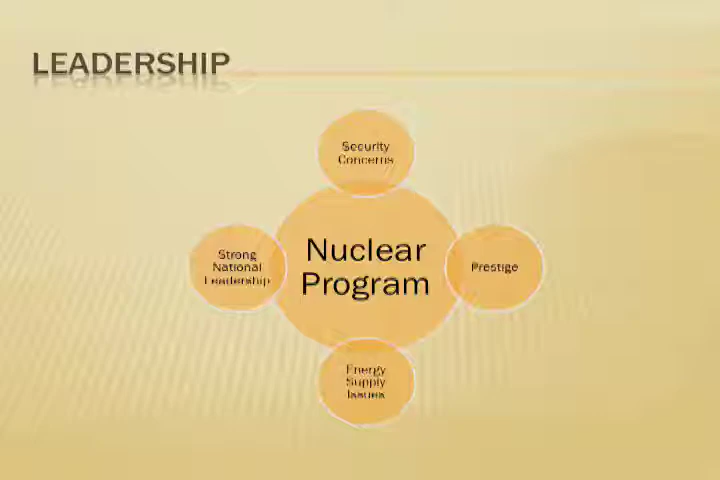 LEADERSHIP
Security
Concerns
Strong
National
Leadership
Nuclear
Program
Prestige
Energy
Supply
Issues